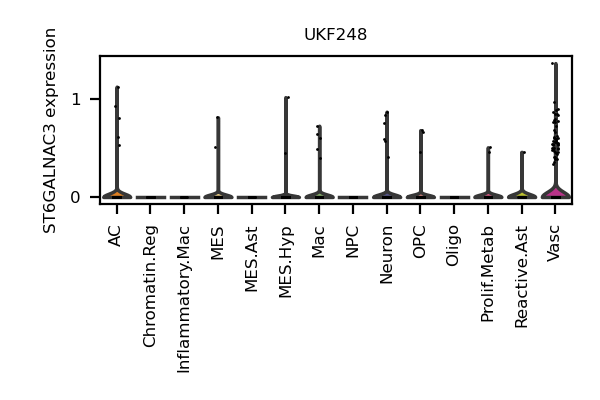 UKF248
ST6GALNAC3 expression
1
0
AC
Chromatin.Reg
Inflammatory.Mac
MES
MES.Ast
MES.Hyp
Mac
NPC
Neuron
OPC
Oligo
Prolif.Metab
Reactive.Ast
Vasc